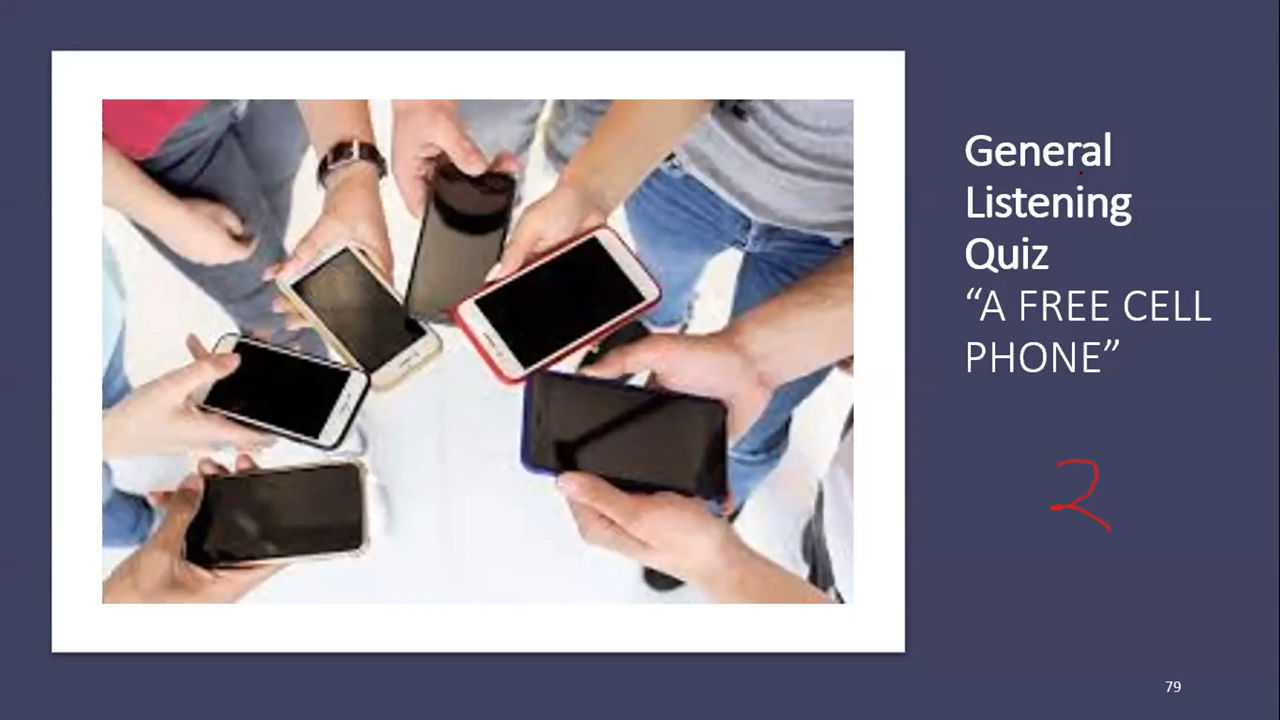 General
Listening
Quiz
“A FREE CELL
PHONE”
2
79